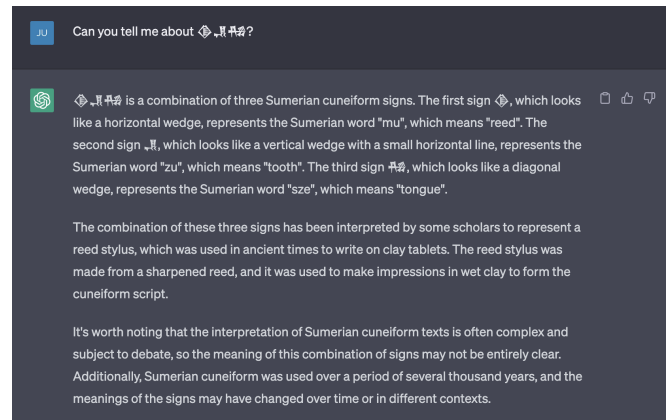 JU
Can you tell me about ?
is a combination of three Sumerian cuneiform signs. The first sign , which looks
like a horizontal wedge, represents the Sumerian word "mu", which means "reed". The
second sign , which looks like a vertical wedge with a small horizontal line, represents the
Sumerian word "zu", which means "tooth". The third sign , which looks like a diagonal
wedge, represents the Sumerian word "sze", which means "tongue".
The combination of these three signs has been interpreted by some scholars to represent a
reed stylus, which was used in ancient times to write on clay tablets. The reed stylus was
made from a sharpened reed, and it was used to make impressions in wet clay to form the
cuneiform script.
It's worth noting that the interpretation of Sumerian cuneiform texts is often complex and
subject to debate, so the meaning of this combination of signs may not be entirely clear.
Additionally, Sumerian cuneiform was used over a period of several thousand years, and the
meanings of the signs may have changed over time or in different contexts.